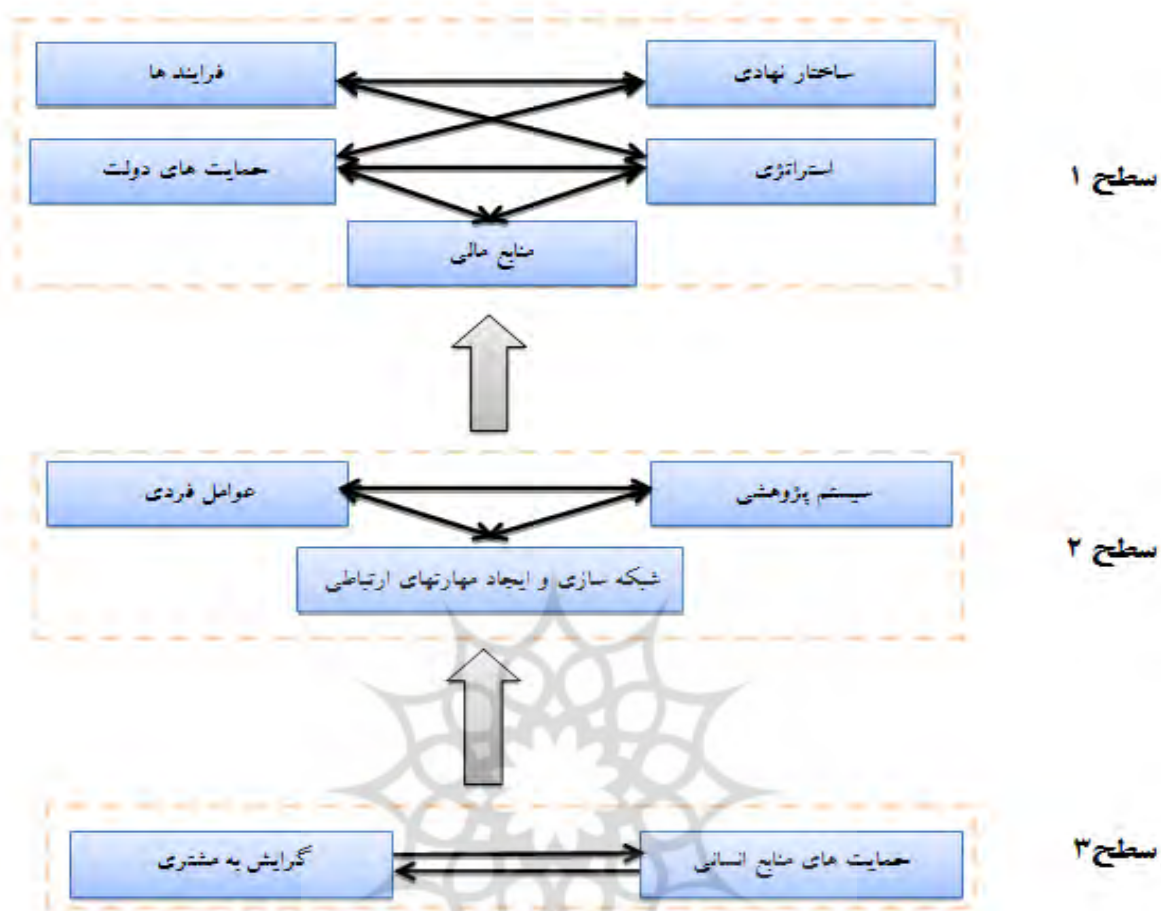 ساختار نهادی
فرایند ها
سطح ۱
استراتژی
حمایت های دولت
منابع مالی
سیستم پژوهشی
عوامل فردی
سطح ۲
شبکه سازی و ایجاد مهارتهای ارتباطی
سطح۳
حمایت های منابع انسانی
گرایش به مشتری